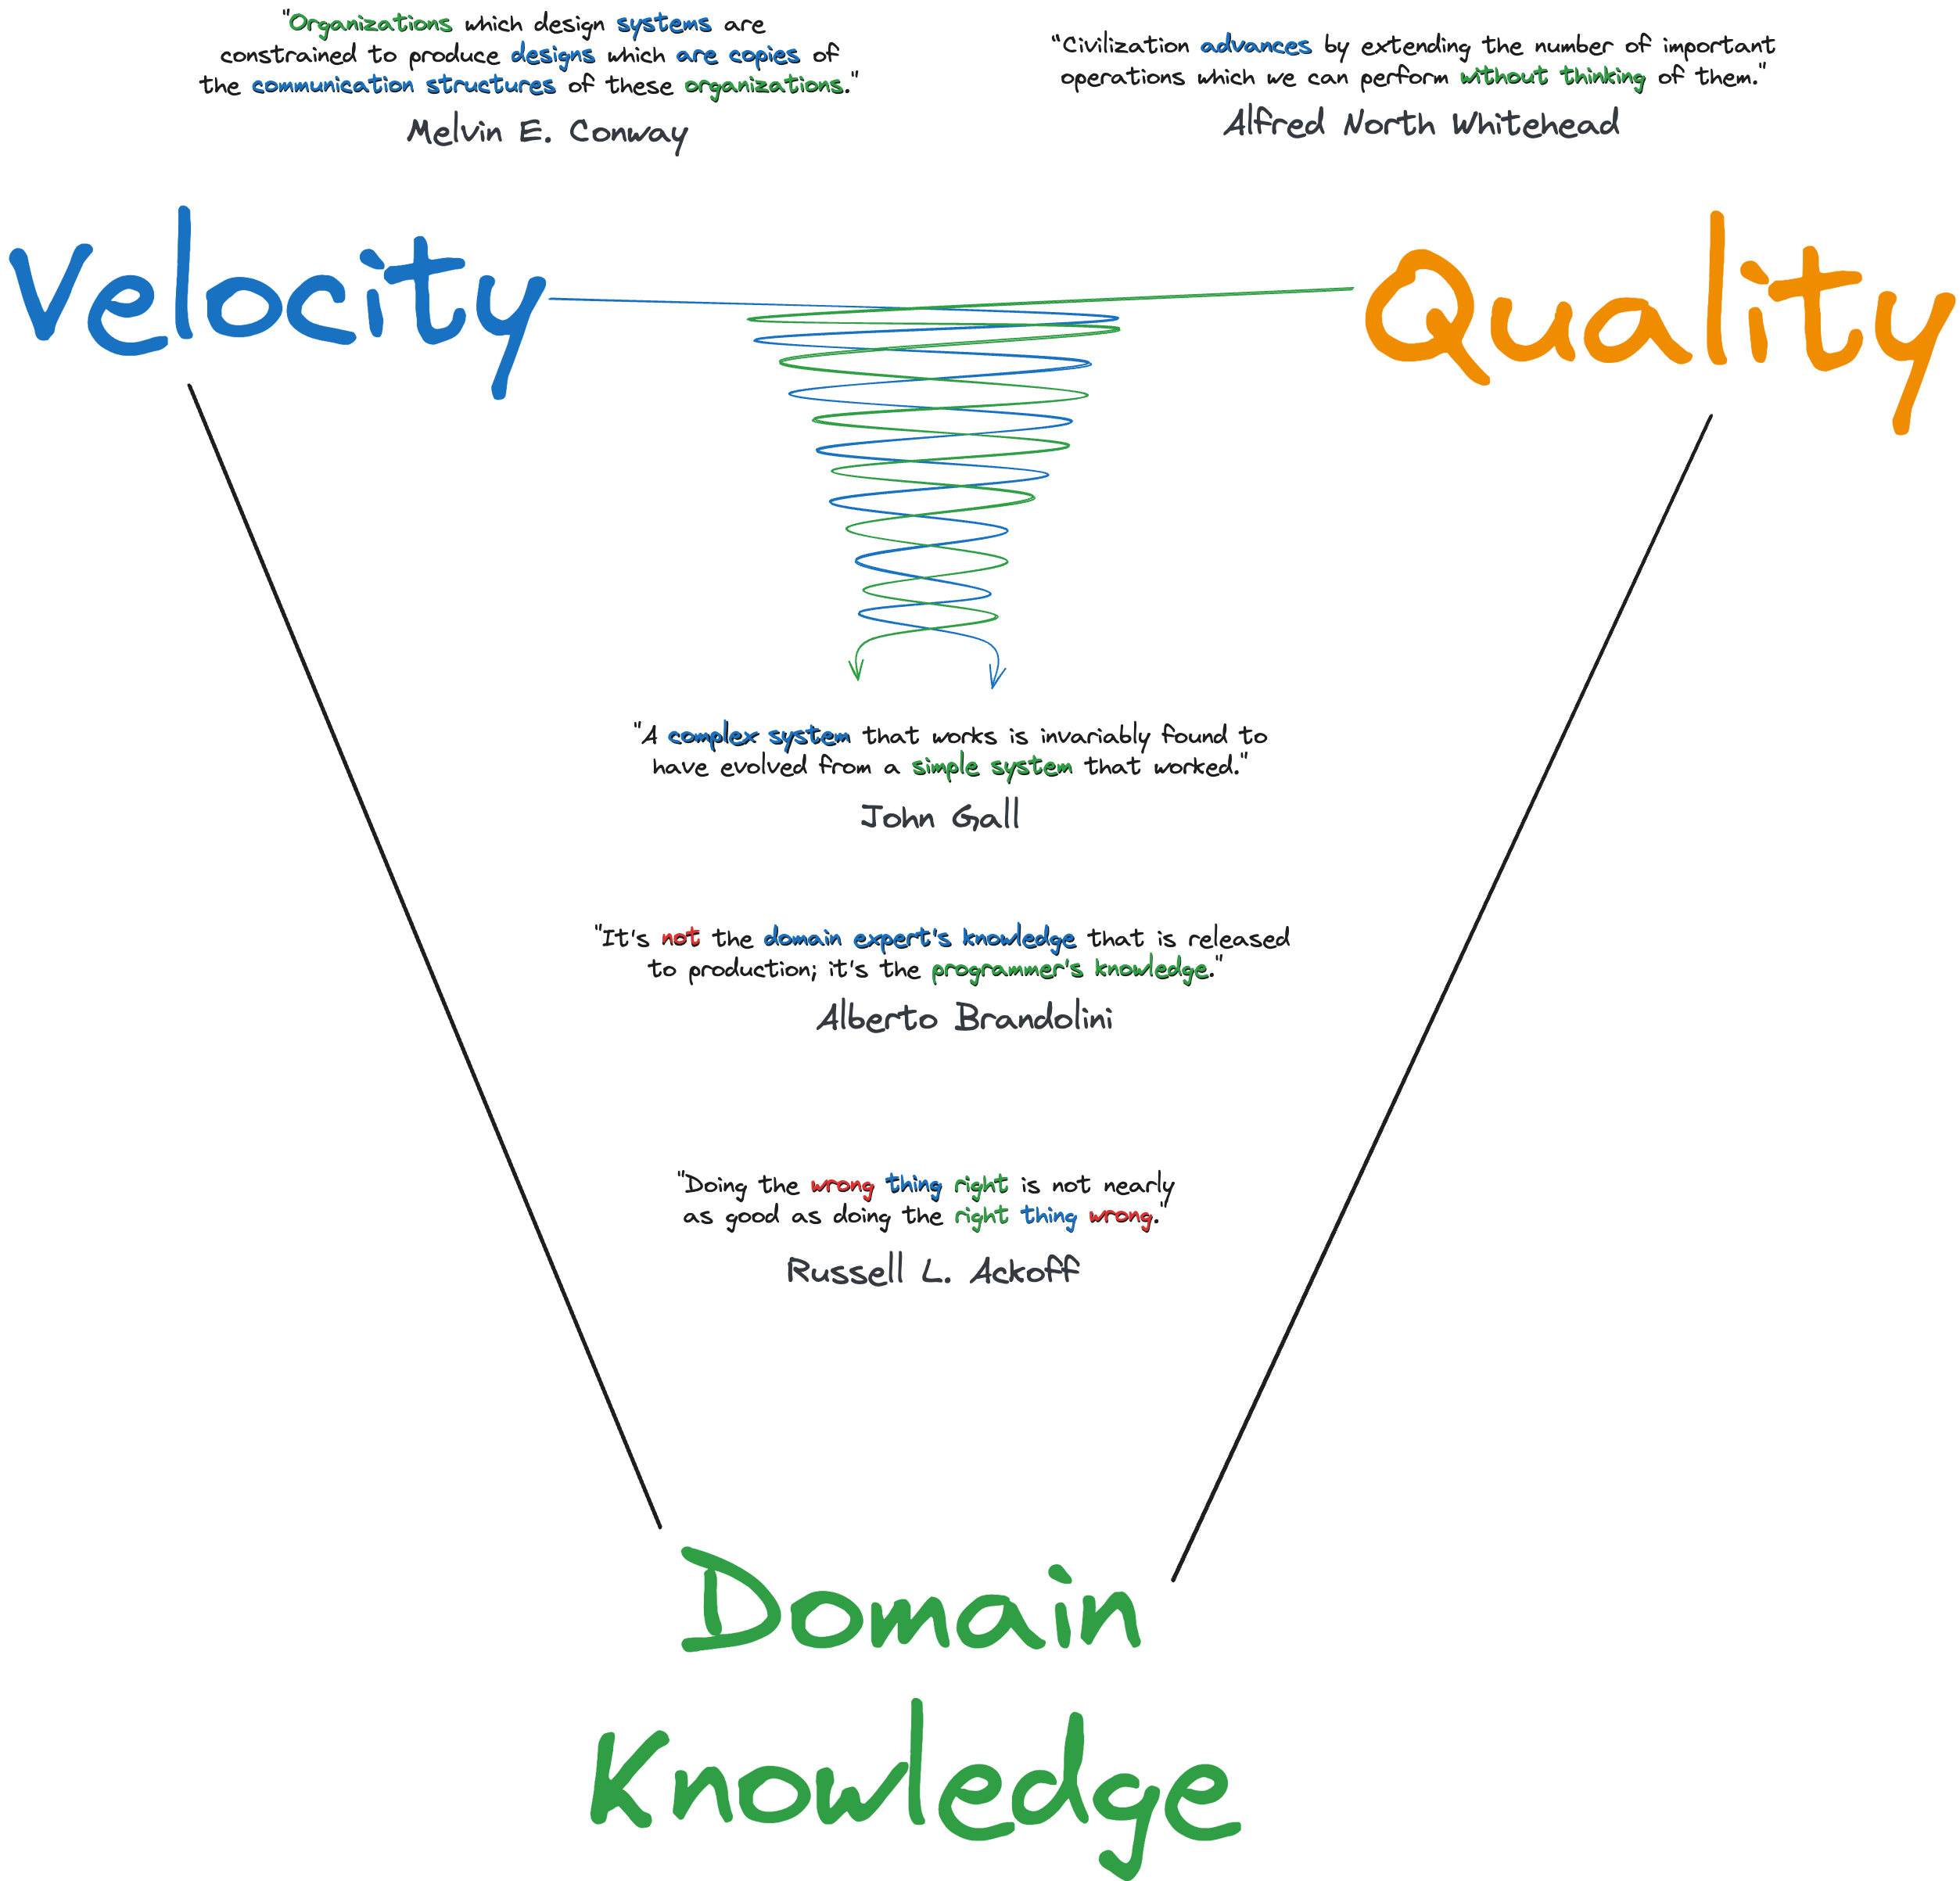 "Organizations which design systems are
constrained to produce designs which are copies of
the communication structures of these organizations."
Melvin E. Conway
"Civilization advances by extending the number of important
operations which we can perform without thinking of them."
Alfred North Whitehead
Velocity
Quality
"A complex system that works is invariably found to
have evolved from a simple system that worked."
John Gall
"It's not the domain expert's knowledge that is released
to production; it's the programmer's knowledge."
Alberto Brandolini
"Doing the wrong thing right is not nearly
as good as doing the right thing wrong."
Russell L. Ackoff
Domain
Knowledge